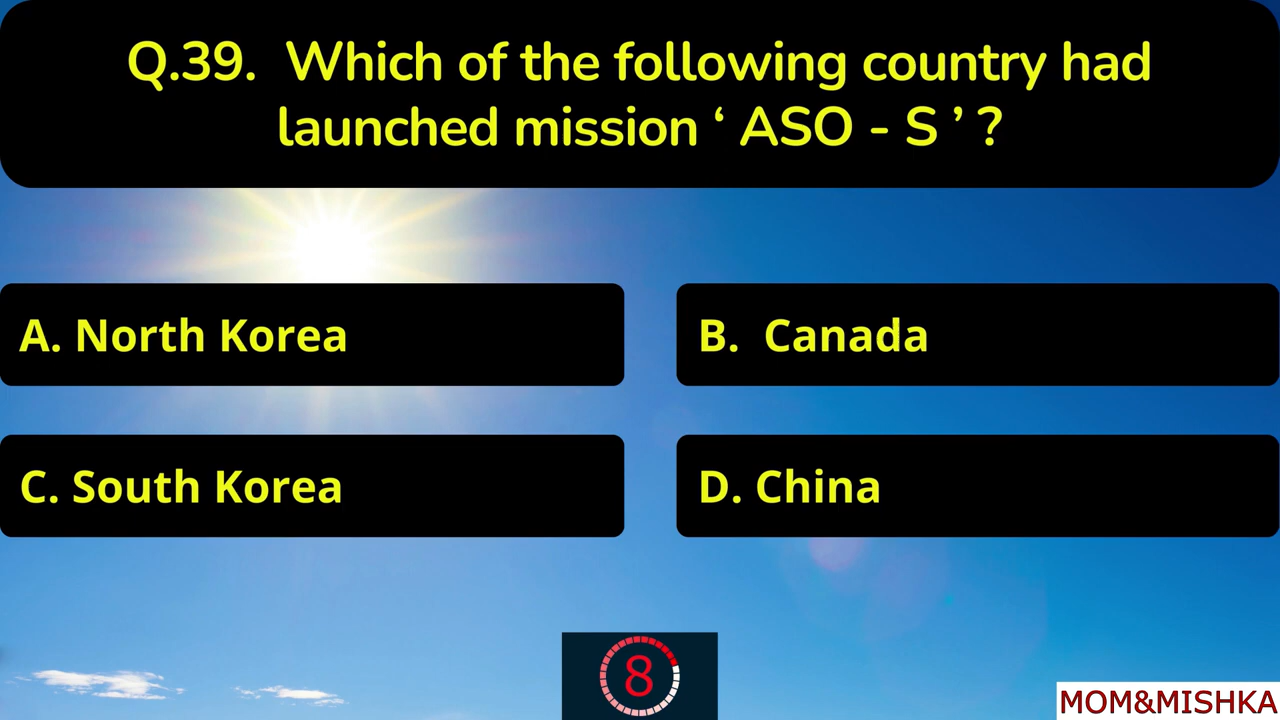 Q.39.  Which of the following country had
launched mission ‘ ASO - S ’ ?
A. North Korea
B.  Canada
C. South Korea
D. China
8
MOM&MISHKA